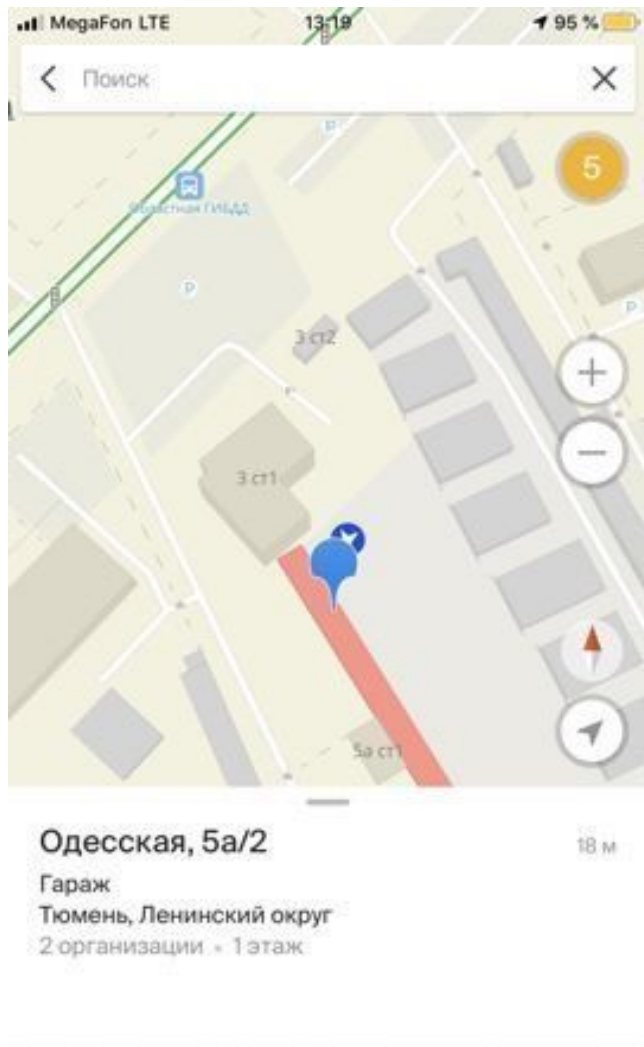 MegaFon LTE 13:19 95 %
Поиск
5
Областная ГИБДД
P
P
P
3 ст2
3 ст1
5а ст1
Одесская, 5а/2 18 м
Гараж
Тюмень, Ленинский округ
2 организации • 1 этаж